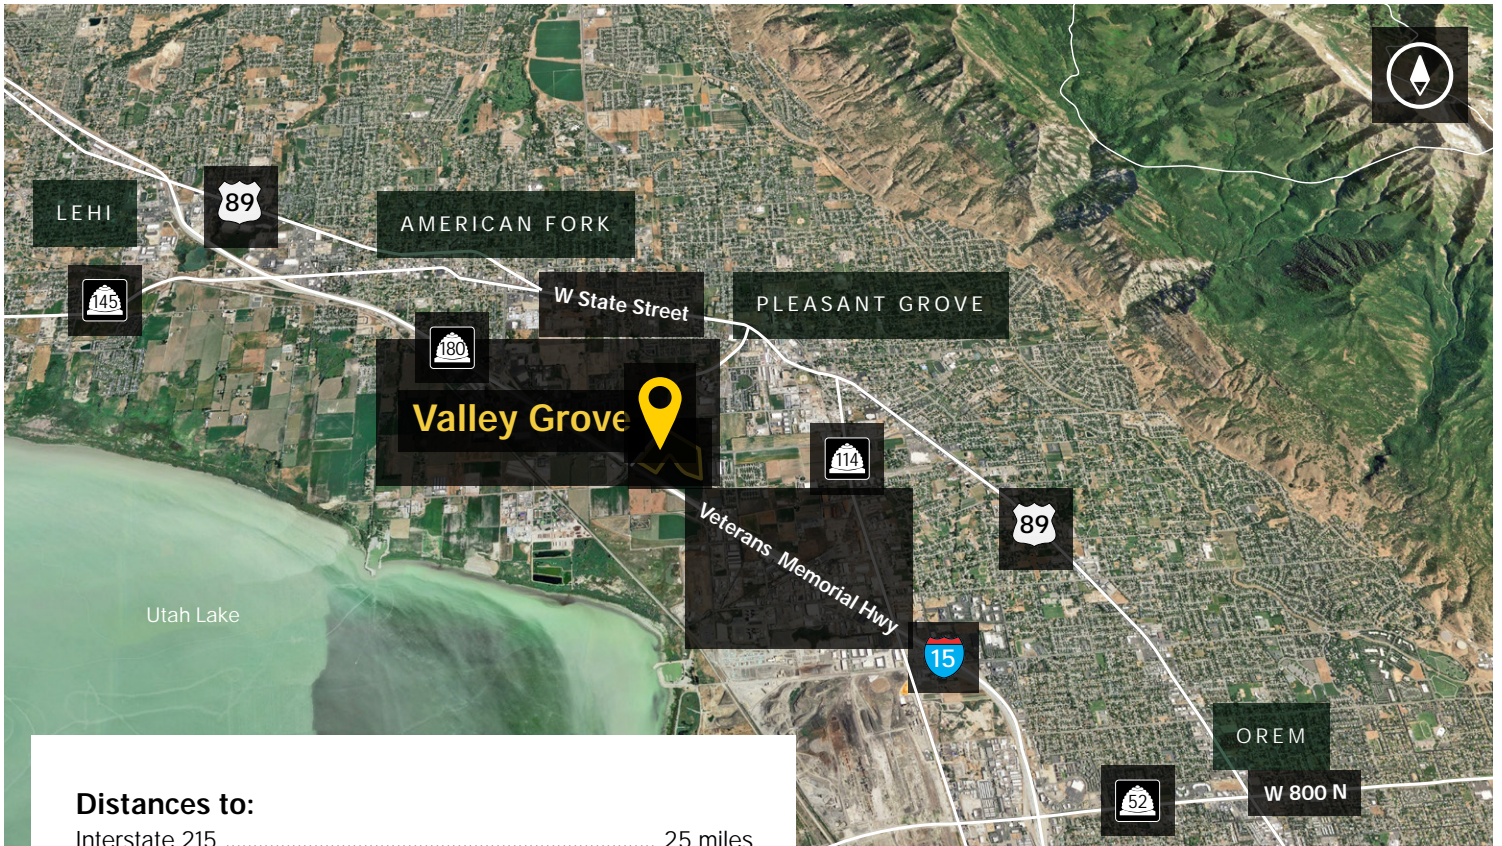 89
LEHI
AMERICAN FORK
145
W State Street
PLEASANT GROVE
180
Valley Grove
114
89
Veterans Memorial Hwy
Utah Lake
15
OREM
52
W 800 N
Distances to:
Interstate 215 25 miles